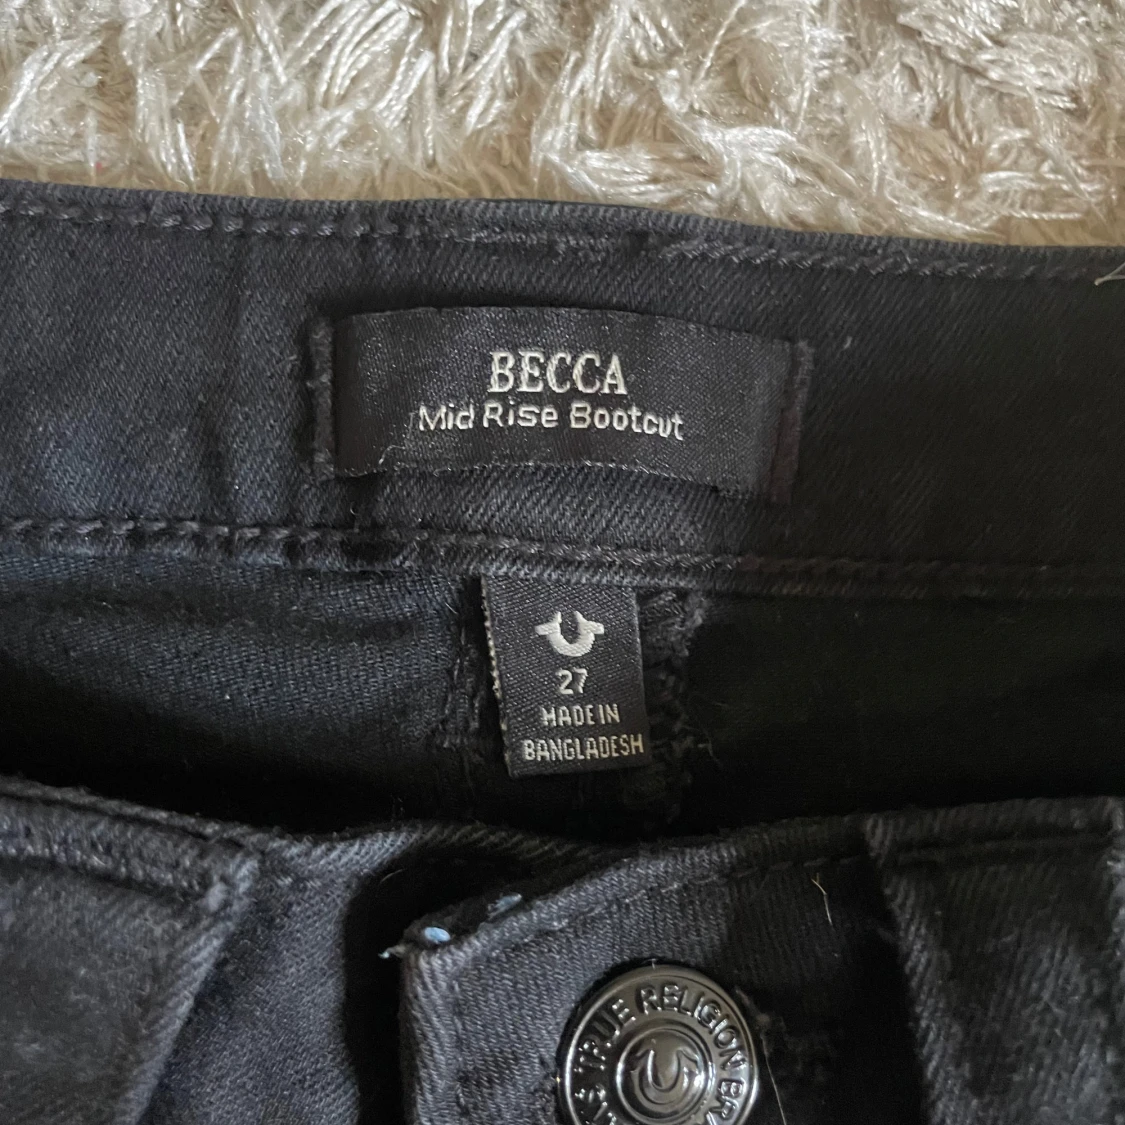 BECCA
Mid Rise Bootcut
27
MADE IN
BANGLADESH
TRUE RELIGION